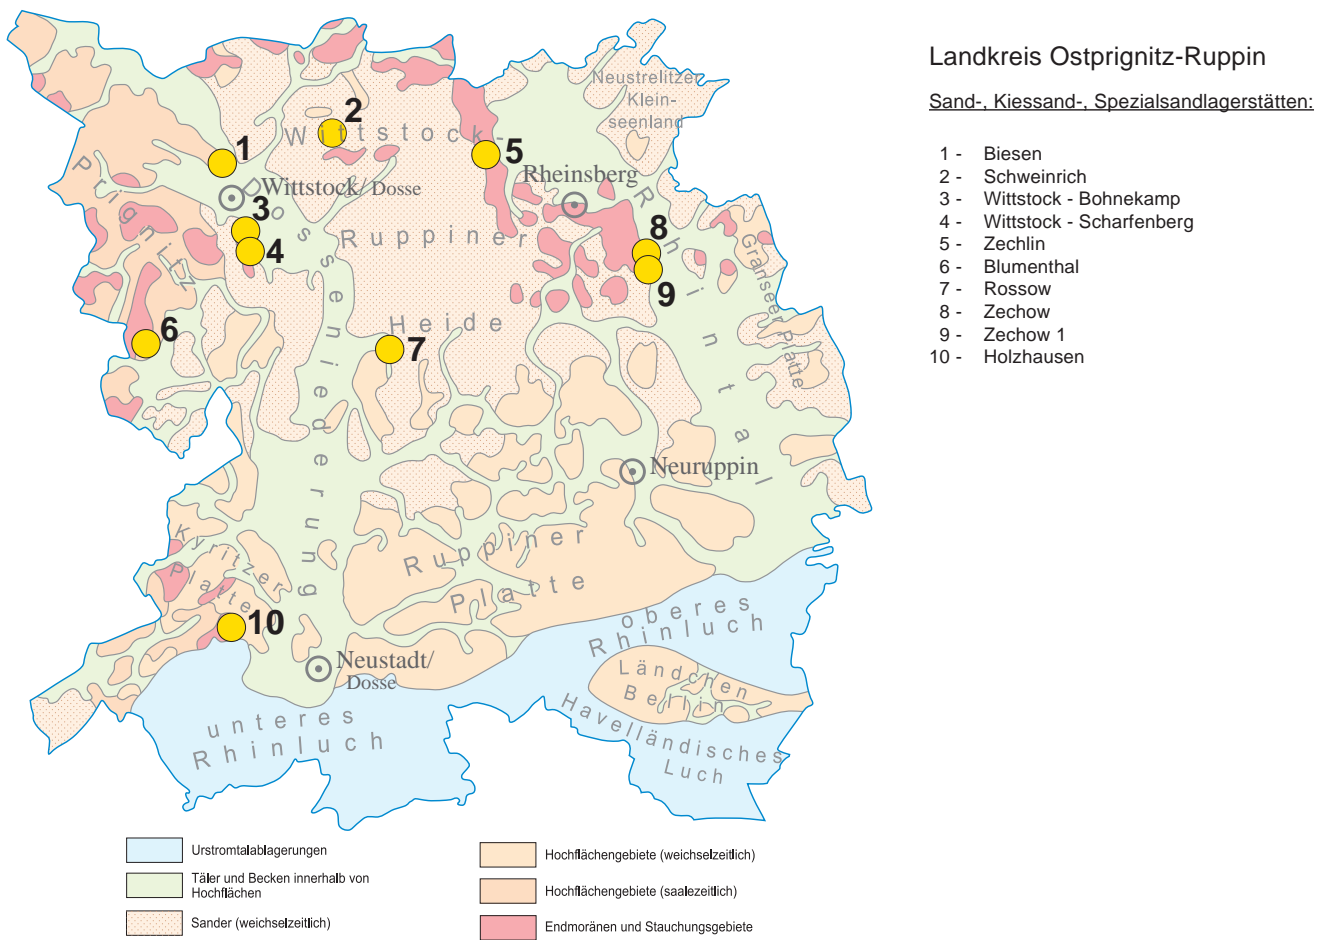 Landkreis Ostprignitz-Ruppin
Sand-, Kiessand-, Spezialsandlagerstätten:
1 - Biesen
2 - Schweinrich
3 - Wittstock - Bohnekamp
4 - Wittstock - Scharfenberg
5 - Zechlin
6 - Blumenthal
7 - Rossow
8 - Zechow
9 - Zechow 1
10 - Holzhausen
Neustrelitzer
Klein-
seenland
2
Wittstock-
1
5
Rheinsberg
Prignitz
Wittstock/ Dosse
Dosseniederung
Rhintal
3
Ruppiner
8
4
Granseer Platte
9
Heide
6
7
Neuruppin
Kyritzer
Platte
Ruppiner
Platte
10
oberes
Rhinluch
Neustadt/
Dosse
Ländchen
Bellin
unteres
Rhinluch
Havelländisches
Luch
Urstromtalablagerungen
Täler und Becken innerhalb von
Hochflächen
Sander (weichselzeitlich)
Hochflächengebiete (weichselzeitlich)
Hochflächengebiete (saalezeitlich)
Endmoränen und Stauchungsgebiete